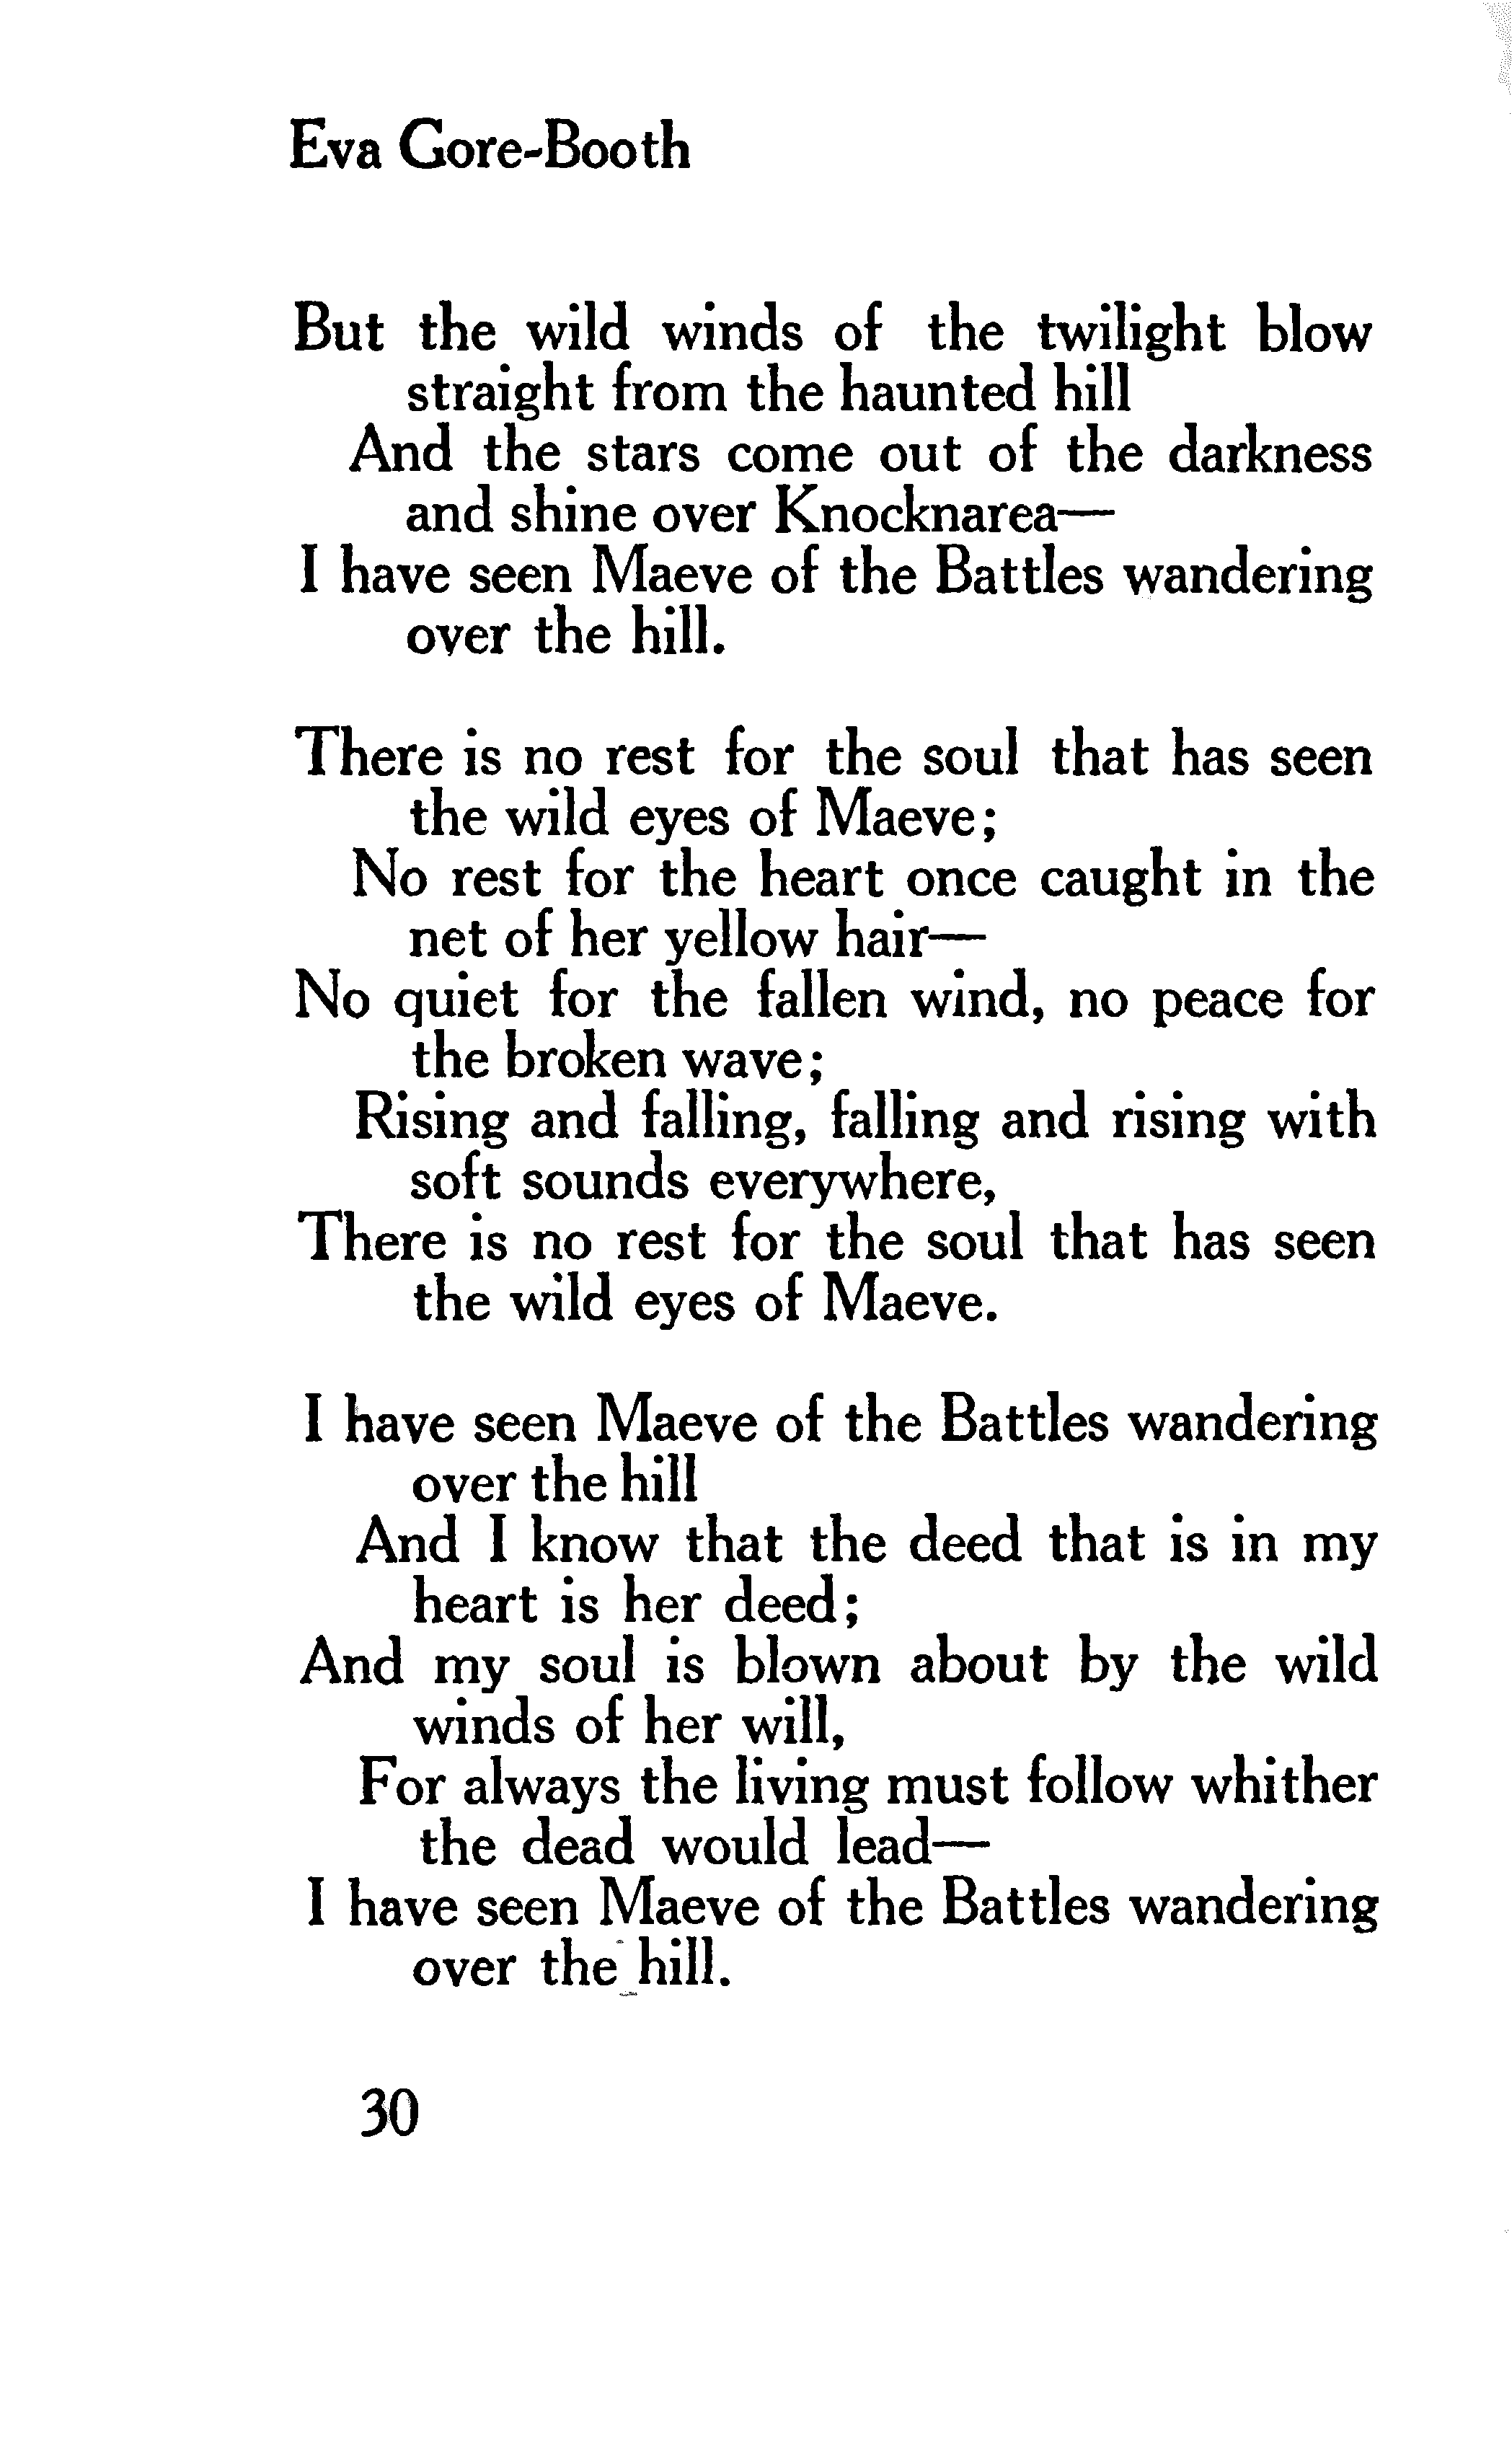 Eva Gore-Booth
But the wild winds of the twilight blow
straight from the haunted hill
And the stars come out of the darkness
and shine over Knocknarea—
I have seen Maeve of the Battles wandering
over the hill.
There is no rest for the soul that has seen
the wild eyes of Maeve;
No rest for the heart once caught in the
net of her yellow hair—
No quiet for the fallen wind, no peace for
the broken wave;
Rising and falling, falling and rising with
soft sounds everywhere,
There is no rest for the soul that has seen
the wild eyes of Maeve.
I have seen Maeve of the Battles wandering
over the hill
And I know that the deed that is in my
heart is her deed;
And my soul is blown about by the wild
winds of her will,
For always the living must follow whither
the dead would lead—
I have seen Maeve of the Battles wandering
over the hill.
30